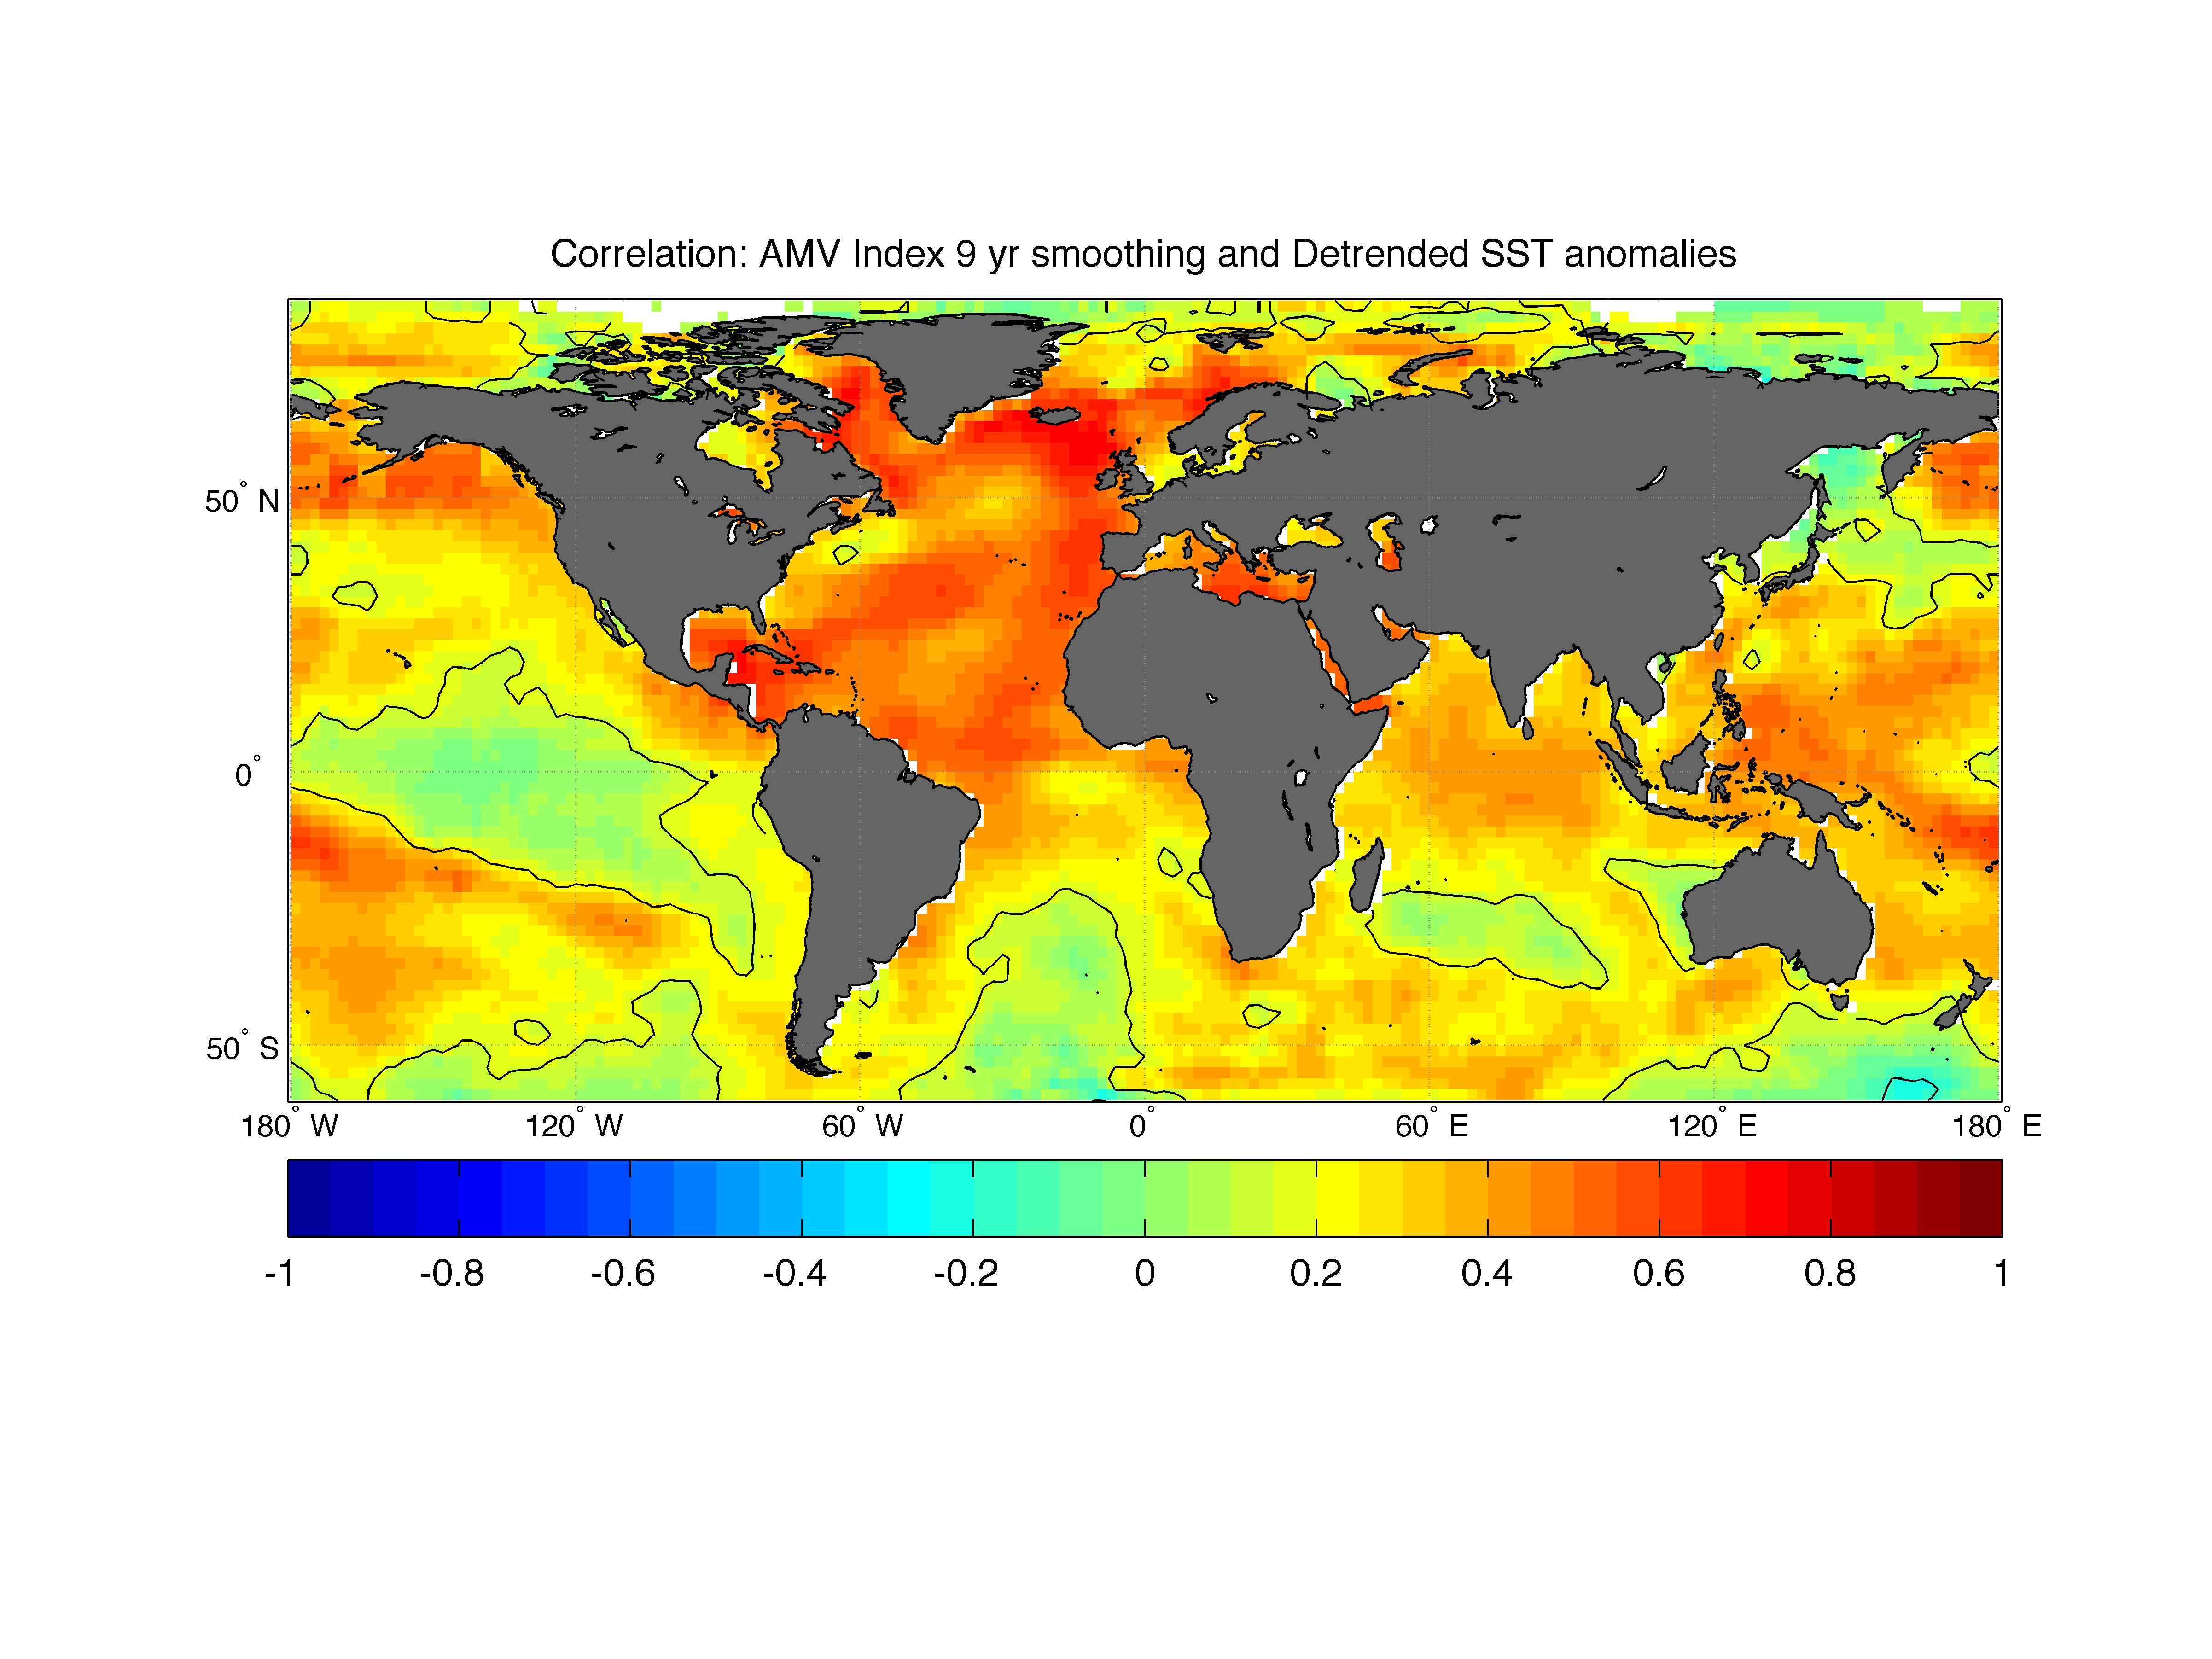 Correlation: AMV Index 9 yr smoothing and Detrended SST anomalies
50° N
0°
50° S
180° W 120° W 60° W 0° 60° E 120° E 180° E
-1 -0.8 -0.6 -0.4 -0.2 0 0.2 0.4 0.6 0.8 1